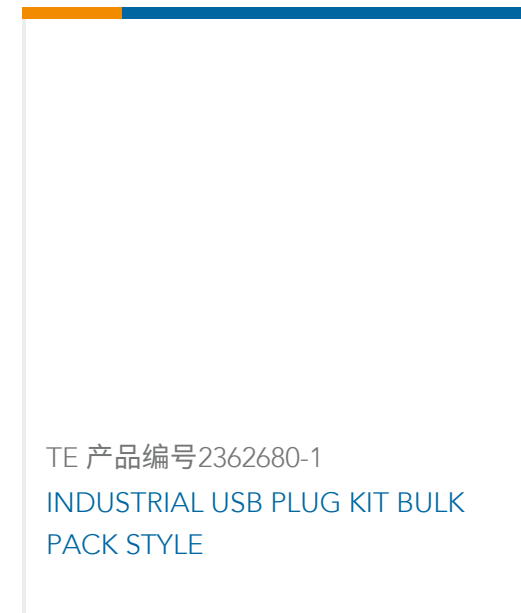 TE 产品编号2362680-1
INDUSTRIAL USB PLUG KIT BULK
PACK STYLE